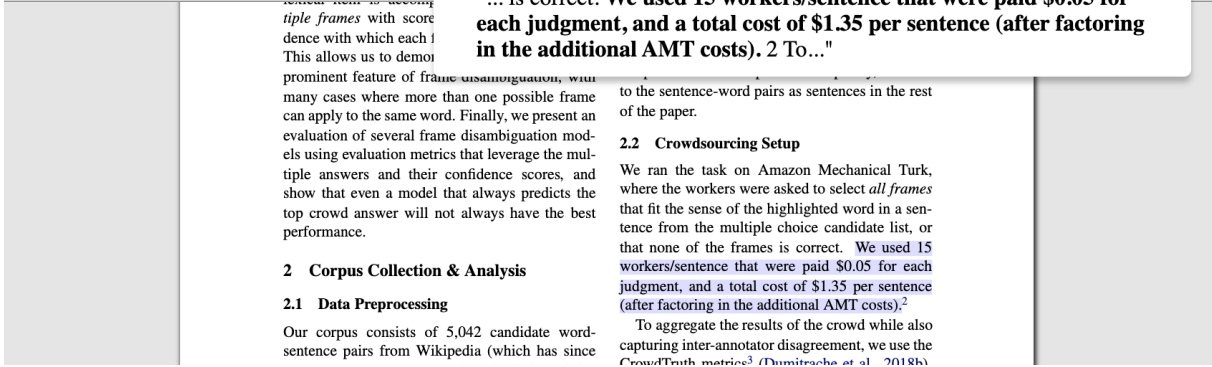 tiple frames with score
dence with which each f
This allows us to demon
prominent feature of frame disambiguation, with
many cases where more than one possible frame
can apply to the same word. Finally, we present an
evaluation of several frame disambiguation mod-
els using evaluation metrics that leverage the mul-
tiple answers and their confidence scores, and
show that even a model that always predicts the
top crowd answer will not always have the best
performance.
2 Corpus Collection & Analysis
2.1 Data Preprocessing
Our corpus consists of 5,042 candidate word-
sentence pairs from Wikipedia (which has since
"... is correct. We used 15 workers/sentence that were paid $0.05 for
each judgment, and a total cost of $1.35 per sentence (after factoring
in the additional AMT costs). 2 To..."
to the sentence-word pairs as sentences in the rest
of the paper.
2.2 Crowdsourcing Setup
We ran the task on Amazon Mechanical Turk,
where the workers were asked to select all frames
that fit the sense of the highlighted word in a sen-
tence from the multiple choice candidate list, or
that none of the frames is correct. We used 15
workers/sentence that were paid $0.05 for each
judgment, and a total cost of $1.35 per sentence
(after factoring in the additional AMT costs).2
To aggregate the results of the crowd while also
capturing inter-annotator disagreement, we use the
CrowdTruth metrics3 (Dumitrache et al., 2018b).